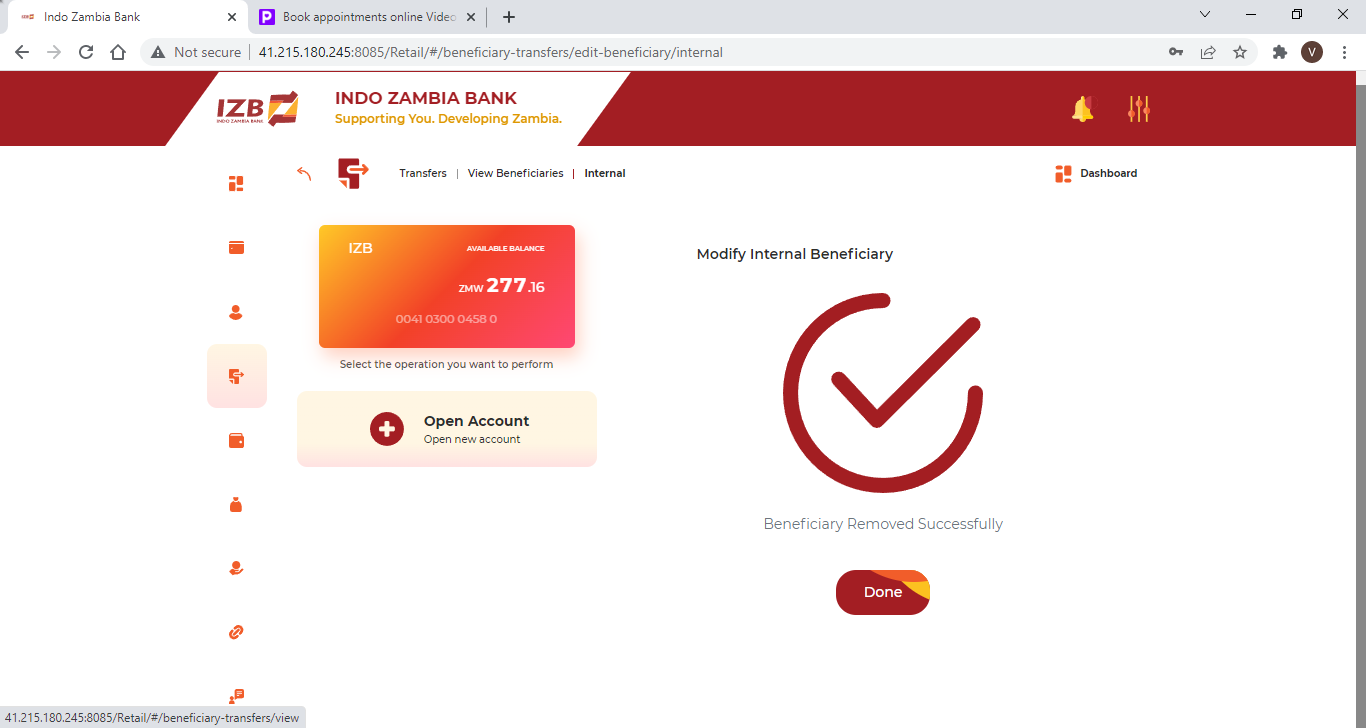 Indo Zambia Bank
Book appointments online Video
Not secure
41.215.180.245:8085/Retail/#/beneficiary-transfers/edit-beneficiary/internal
V
IZB
INDO ZAMBIA BANK
INDO ZAMBIA BANK
Supporting You. Developing Zambia.
Transfers | View Beneficiaries | Internal
Dashboard
IZB
AVAILABLE BALANCE
ZMW 277.16
0041 0300 0458 0
Select the operation you want to perform
Open Account
Open new account
Modify Internal Beneficiary
Beneficiary Removed Successfully
Done
41.215.180.245:8085/Retail/#/beneficiary-transfers/view